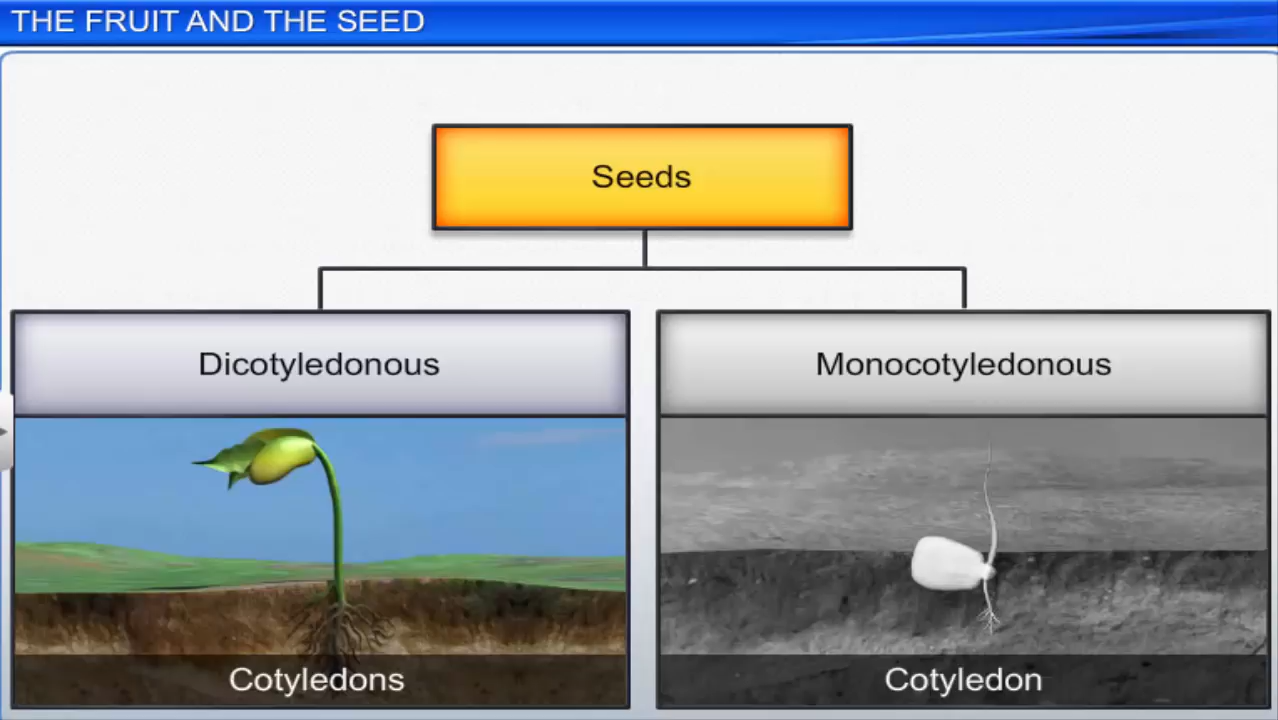 THE FRUIT AND THE SEED
Seeds
Dicotyledonous
Monocotyledonous
Cotyledons
Cotyledon